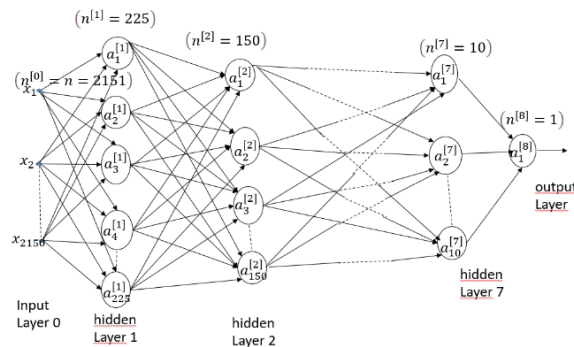 (n^[1] = 225)
(n^[2] = 150)
(n^[7] = 10)
(n^[8] = 1)
(n^[0] = n = 2151)
x_1
x_2
x_2150
a_1^[1]
a_2^[1]
a_3^[1]
a_4^[1]
a_225^[1]
a_1^[2]
a_2^[2]
a_3^[2]
a_150^[2]
a_1^[7]
a_2^[7]
a_10^[7]
a_1^[8]
output
Layer
Input
Layer 0
hidden
Layer 1
hidden
Layer 2
hidden
Layer 7